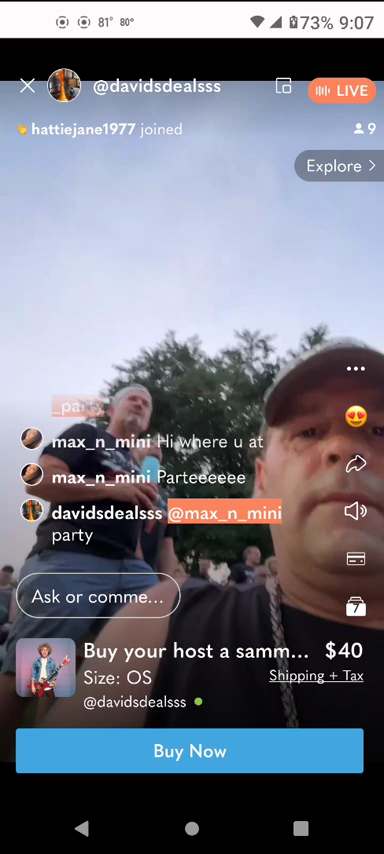 81° 80° 73% 9:07
@davidsdealsss LIVE
hattiejane1977 joined 9
Explore
_party
max_n_mini Hi where u at
max_n_mini Parteeeeee
davidsdealsss @max_n_mini
party
7
Ask or comme...
Buy your host a samm... $40
Size: OS Shipping + Tax
@davidsdealsss
Buy Now